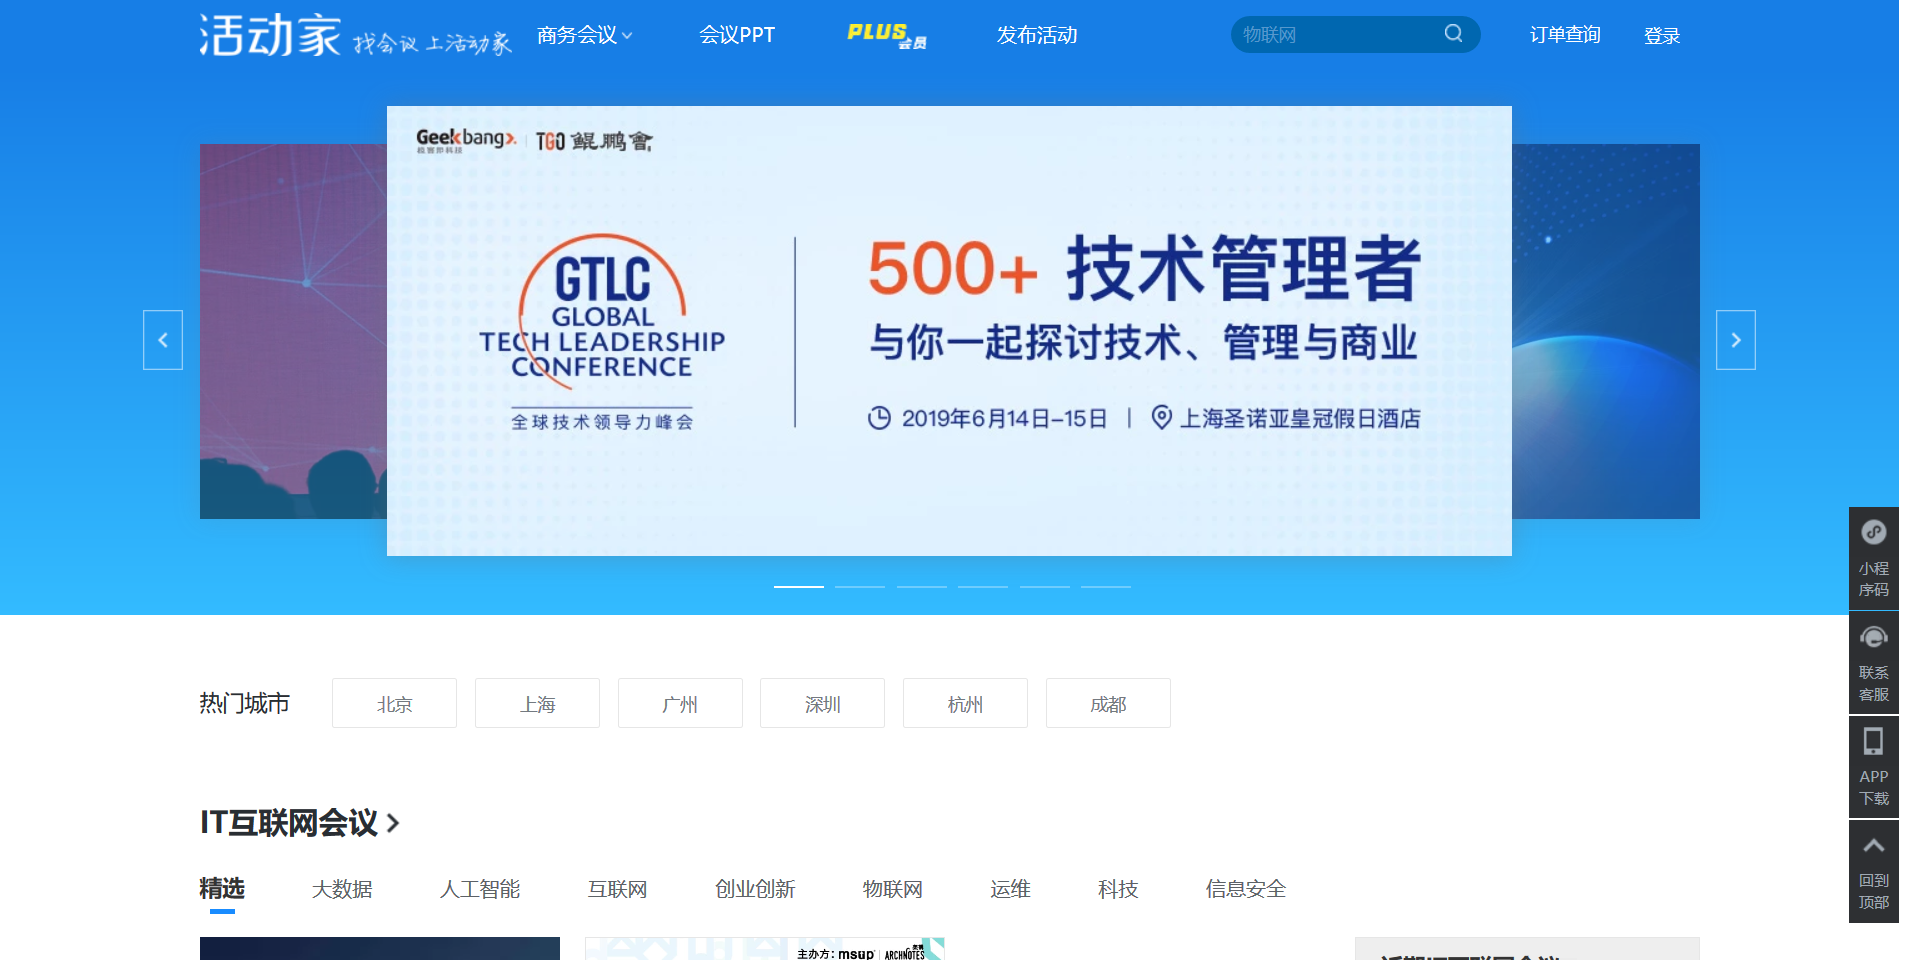 活动家 找会议 上活动家 商务会议 会议PPT PLUS会员 发布活动 物联网 订单查询 登录
Geekbang> 极客邦科技 | TGO 鲲鹏會
GTLC
GLOBAL
TECH LEADERSHIP
CONFERENCE
全球技术领导力峰会
500+ 技术管理者
与你一起探讨技术、管理与商业
2019年6月14日-15日 | 上海圣诺亚皇冠假日酒店
小程
序码
联系
客服
APP
下载
回到
顶部
热门城市 北京 上海 广州 深圳 杭州 成都
IT互联网会议
精选 大数据 人工智能 互联网 创业创新 物联网 运维 科技 信息安全
主办方：msup | ARCHNOTES